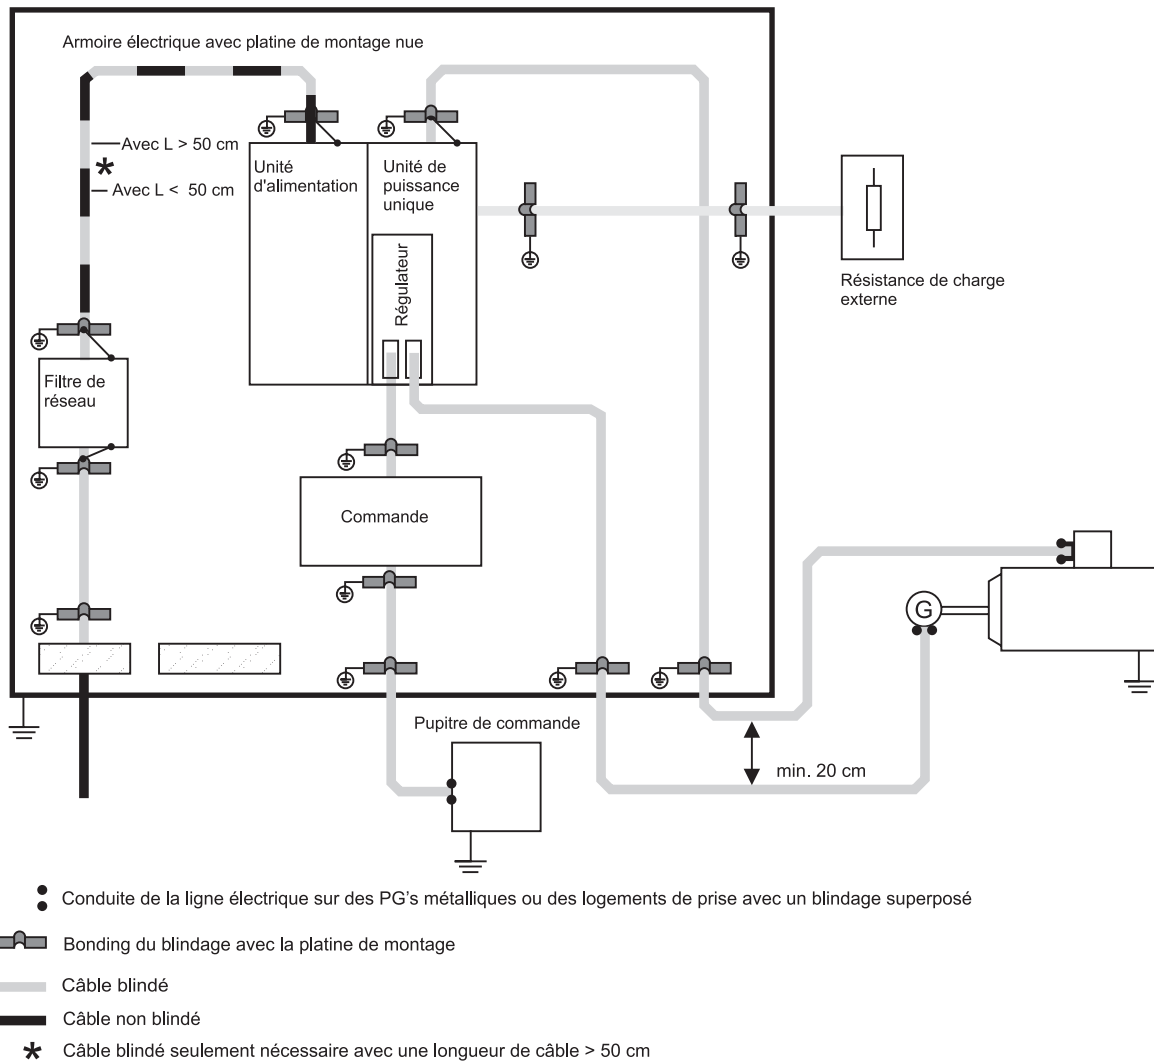 Armoire électrique avec platine de montage nue
Avec L > 50 cm
*
Avec L < 50 cm
Unité
d'alimentation
Unité de
puissance
unique
Régulateur
Résistance de charge
externe
Filtre de
réseau
Commande
G
Pupitre de commande
min. 20 cm
Conduite de la ligne électrique sur des PG's métalliques ou des logements de prise avec un blindage superposé
Bonding du blindage avec la platine de montage
Câble blindé
Câble non blindé
* Câble blindé seulement nécessaire avec une longueur de câble > 50 cm